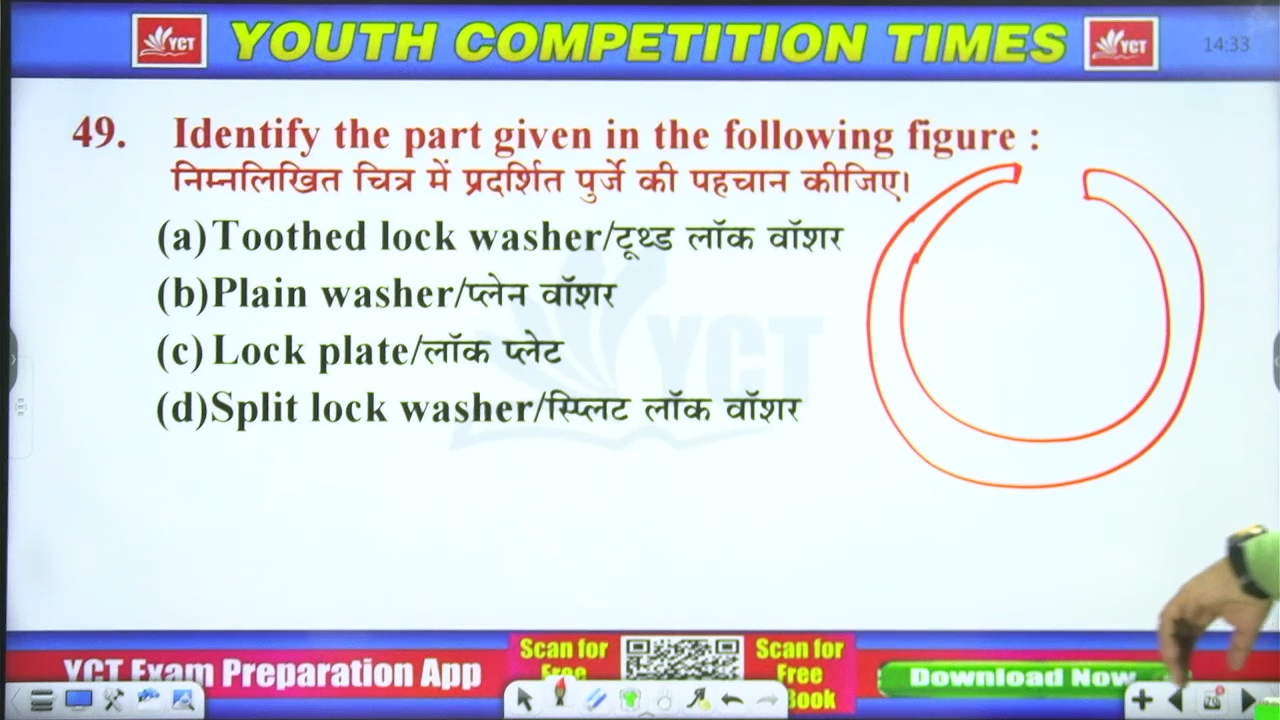 YCT
YOUTH COMPETITION TIMES
YCT
14:33
49. Identify the part given in the following figure :
निम्नलिखित चित्र में प्रदर्शित पुर्जे की पहचान कीजिए।
(a) Toothed lock washer/टूथ्ड लॉक वॉशर
(b) Plain washer/प्लेन वॉशर
(c) Lock plate/लॉक प्लेट
(d) Split lock washer/स्प्लिट लॉक वॉशर
YCT
YCT Exam Preparation App
Scan for
Free
Scan for
Free
Book
Download Now